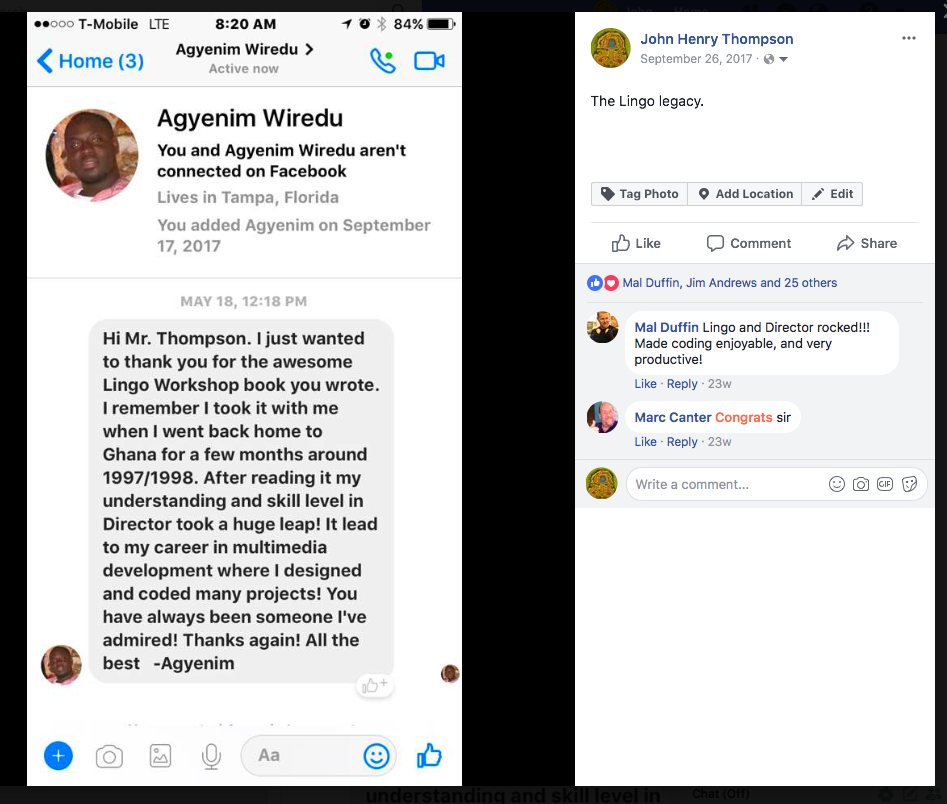 T-Mobile LTE 8:20 AM 84%
Home (3)
Agyenim Wiredu
Active now
Agyenim Wiredu
You and Agyenim Wiredu aren't
connected on Facebook
Lives in Tampa, Florida
You added Agyenim on September
17, 2017
MAY 18, 12:18 PM
Hi Mr. Thompson. I just wanted
to thank you for the awesome
Lingo Workshop book you wrote.
I remember I took it with me
when I went back home to
Ghana for a few months around
1997/1998. After reading it my
understanding and skill level in
Director took a huge leap! It lead
to my career in multimedia
development where I designed
and coded many projects! You
have always been someone I've
admired! Thanks again! All the
best -Agyenim
Aa
John Henry Thompson
September 26, 2017
The Lingo legacy.
Tag Photo Add Location Edit
Like Comment Share
Mal Duffin, Jim Andrews and 25 others
Mal Duffin Lingo and Director rocked!!!
Made coding enjoyable, and very
productive!
Like · Reply · 23w
Marc Canter Congrats sir
Like · Reply · 23w
Write a comment...
GIF
understanding and skill level in
Chat (Off)